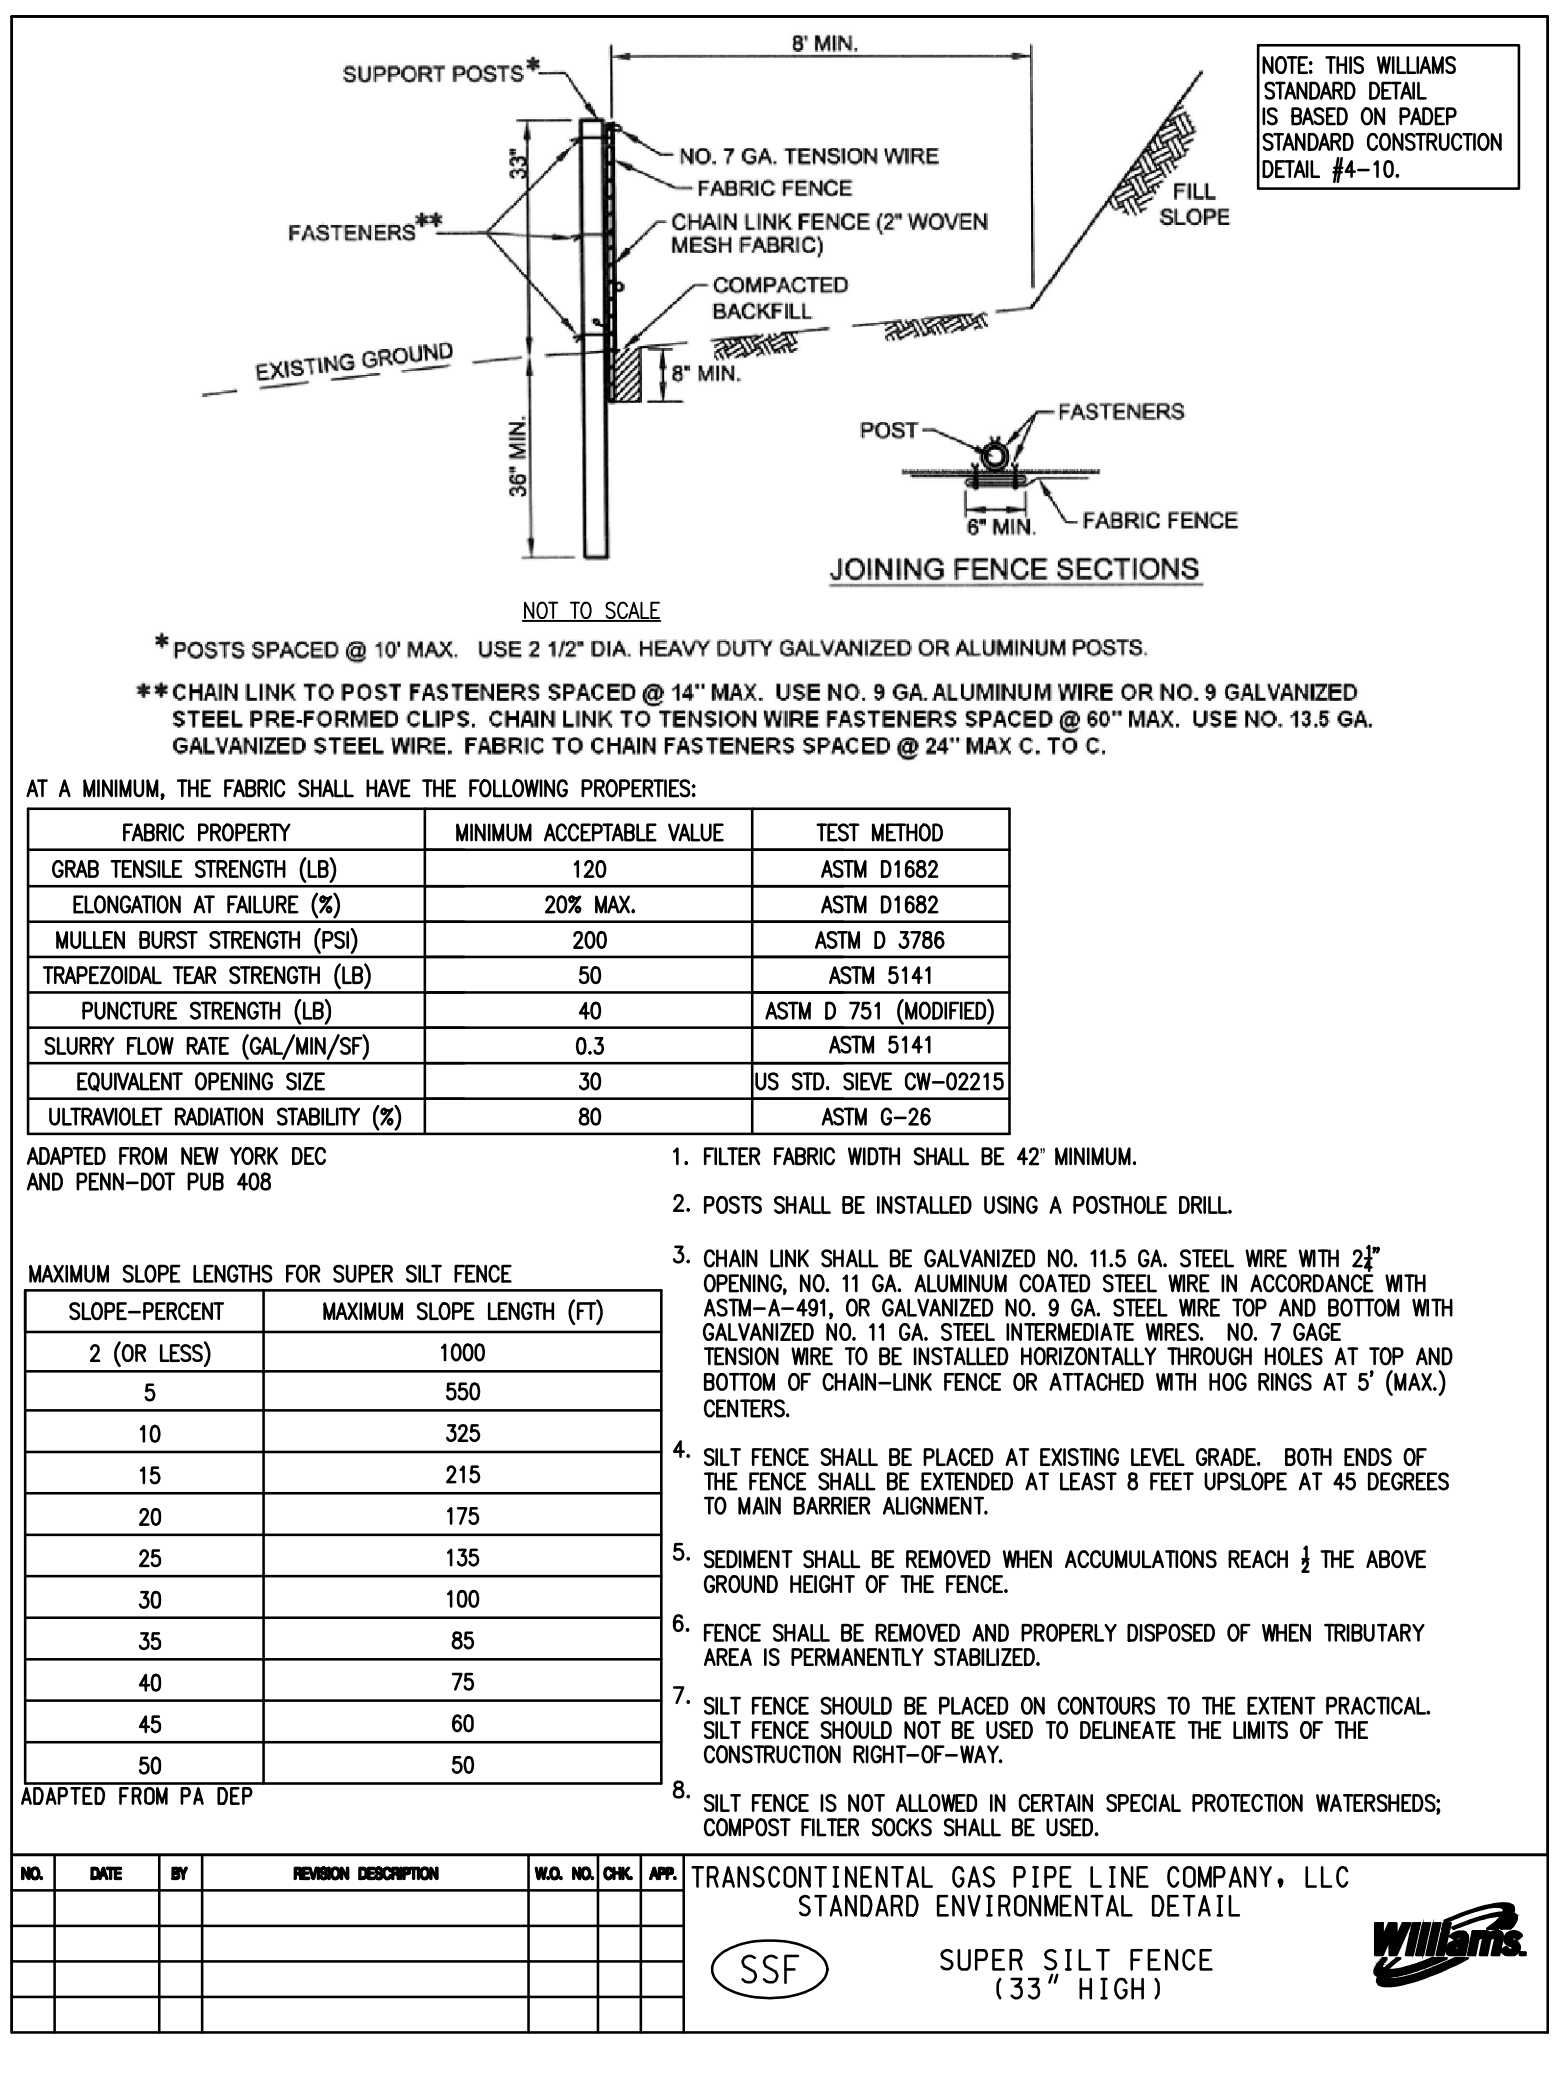 8' MIN.
SUPPORT POSTS*
NOTE: THIS WILLIAMS
STANDARD DETAIL
IS BASED ON PADEP
STANDARD CONSTRUCTION
DETAIL #4-10.
33"
NO. 7 GA. TENSION WIRE
FABRIC FENCE
FILL
SLOPE
FASTENERS**
CHAIN LINK FENCE (2" WOVEN
MESH FABRIC)
COMPACTED
BACKFILL
EXISTING GROUND
8" MIN.
36" MIN.
POST
FASTENERS
6" MIN.
FABRIC FENCE
JOINING FENCE SECTIONS
NOT TO SCALE
*POSTS SPACED @ 10' MAX. USE 2 1/2" DIA. HEAVY DUTY GALVANIZED OR ALUMINUM POSTS.
**CHAIN LINK TO POST FASTENERS SPACED @ 14" MAX. USE NO. 9 GA. ALUMINUM WIRE OR NO. 9 GALVANIZED
STEEL PRE-FORMED CLIPS. CHAIN LINK TO TENSION WIRE FASTENERS SPACED @ 60" MAX. USE NO. 13.5 GA.
GALVANIZED STEEL WIRE. FABRIC TO CHAIN FASTENERS SPACED @ 24" MAX C. TO C.
AT A MINIMUM, THE FABRIC SHALL HAVE THE FOLLOWING PROPERTIES:
FABRIC PROPERTY MINIMUM ACCEPTABLE VALUE TEST METHOD
GRAB TENSILE STRENGTH (LB) 120 ASTM D1682
ELONGATION AT FAILURE (%) 20% MAX. ASTM D1682
MULLEN BURST STRENGTH (PSI) 200 ASTM D 3786
TRAPEZOIDAL TEAR STRENGTH (LB) 50 ASTM 5141
PUNCTURE STRENGTH (LB) 40 ASTM D 751 (MODIFIED)
SLURRY FLOW RATE (GAL/MIN/SF) 0.3 ASTM 5141
EQUIVALENT OPENING SIZE 30 US STD. SIEVE CW-02215
ULTRAVIOLET RADIATION STABILITY (%) 80 ASTM G-26
ADAPTED FROM NEW YORK DEC
AND PENN-DOT PUB 408
MAXIMUM SLOPE LENGTHS FOR SUPER SILT FENCE
SLOPE-PERCENT MAXIMUM SLOPE LENGTH (FT)
2 (OR LESS) 1000
5 550
10 325
15 215
20 175
25 135
30 100
35 85
40 75
45 60
50 50
ADAPTED FROM PA DEP
1. FILTER FABRIC WIDTH SHALL BE 42" MINIMUM.
2. POSTS SHALL BE INSTALLED USING A POSTHOLE DRILL.
3. CHAIN LINK SHALL BE GALVANIZED NO. 11.5 GA. STEEL WIRE WITH 2¼"
OPENING, NO. 11 GA. ALUMINUM COATED STEEL WIRE IN ACCORDANCE WITH
ASTM-A-491, OR GALVANIZED NO. 9 GA. STEEL WIRE TOP AND BOTTOM WITH
GALVANIZED NO. 11 GA. STEEL INTERMEDIATE WIRES. NO. 7 GAGE
TENSION WIRE TO BE INSTALLED HORIZONTALLY THROUGH HOLES AT TOP AND
BOTTOM OF CHAIN-LINK FENCE OR ATTACHED WITH HOG RINGS AT 5' (MAX.)
CENTERS.
4. SILT FENCE SHALL BE PLACED AT EXISTING LEVEL GRADE. BOTH ENDS OF
THE FENCE SHALL BE EXTENDED AT LEAST 8 FEET UPSLOPE AT 45 DEGREES
TO MAIN BARRIER ALIGNMENT.
5. SEDIMENT SHALL BE REMOVED WHEN ACCUMULATIONS REACH ½ THE ABOVE
GROUND HEIGHT OF THE FENCE.
6. FENCE SHALL BE REMOVED AND PROPERLY DISPOSED OF WHEN TRIBUTARY
AREA IS PERMANENTLY STABILIZED.
7. SILT FENCE SHOULD BE PLACED ON CONTOURS TO THE EXTENT PRACTICAL.
SILT FENCE SHOULD NOT BE USED TO DELINEATE THE LIMITS OF THE
CONSTRUCTION RIGHT-OF-WAY.
8. SILT FENCE IS NOT ALLOWED IN CERTAIN SPECIAL PROTECTION WATERSHEDS;
COMPOST FILTER SOCKS SHALL BE USED.
NO. DATE BY REVISION DESCRIPTION W.O. NO. CHK. APP.
TRANSCONTINENTAL GAS PIPE LINE COMPANY, LLC
STANDARD ENVIRONMENTAL DETAIL
SSF
SUPER SILT FENCE
(33" HIGH)
Williams.